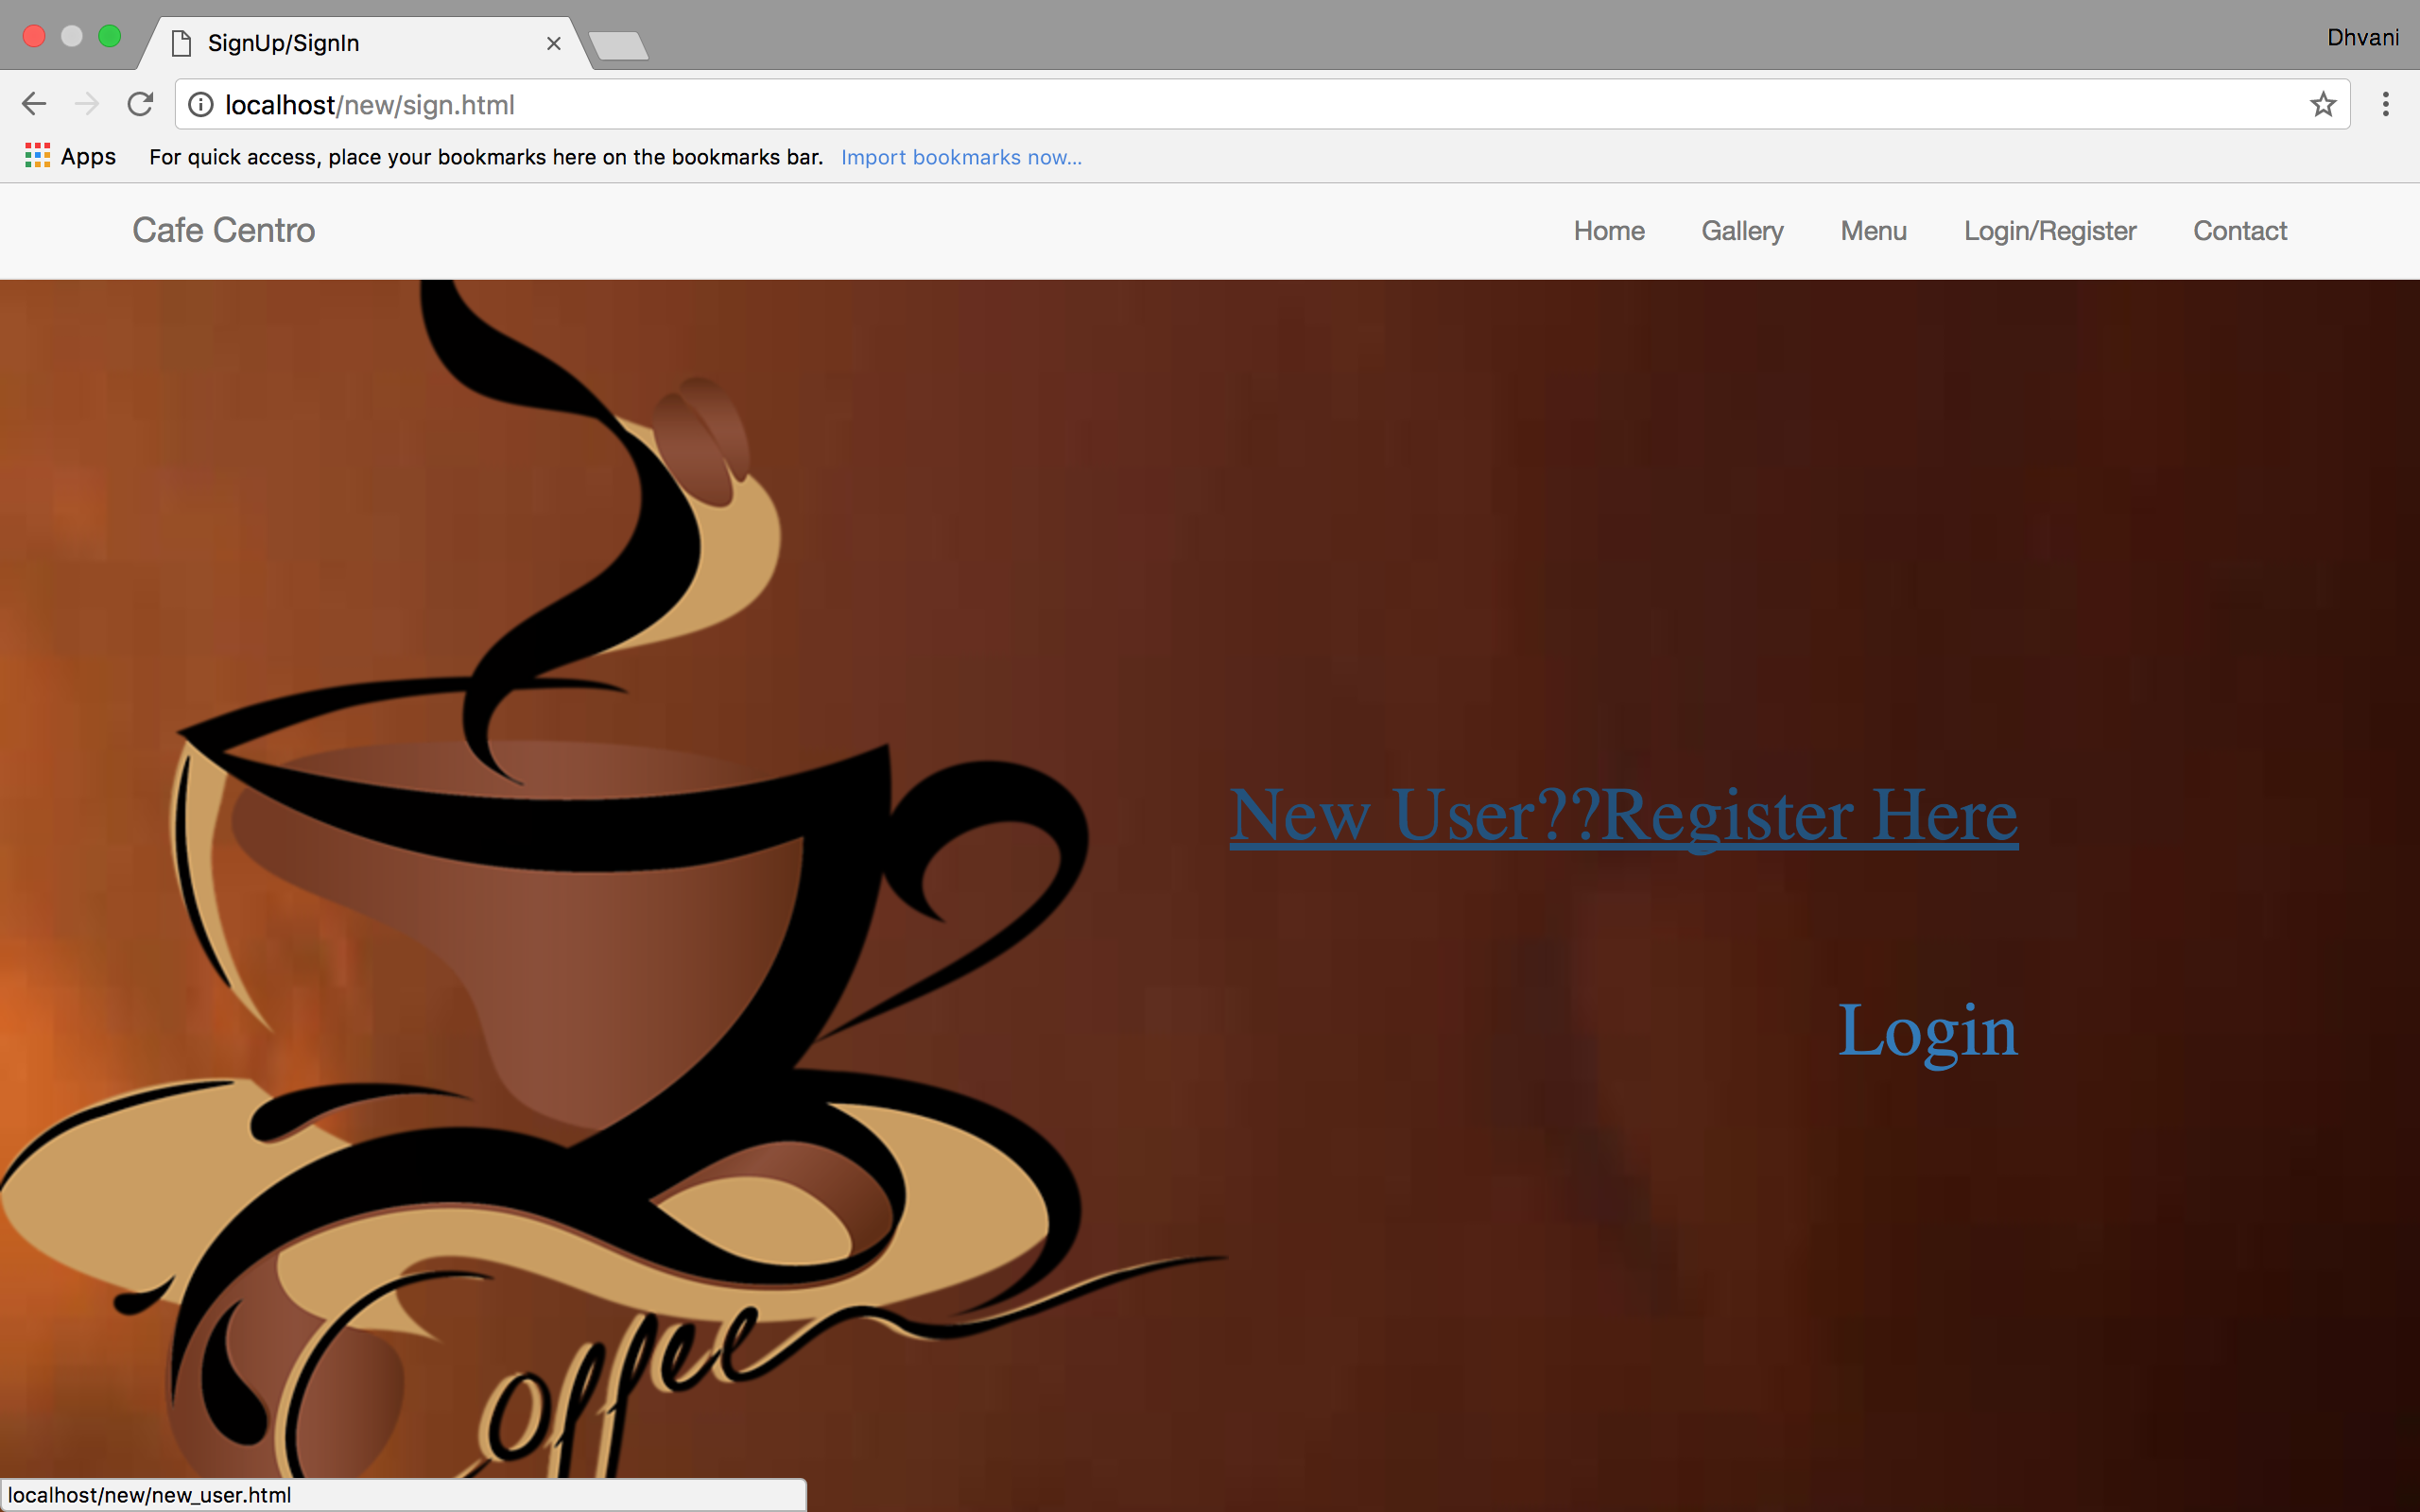 SignUp/SignIn
Dhvani
localhost/new/sign.html
Apps For quick access, place your bookmarks here on the bookmarks bar. Import bookmarks now...
Cafe Centro Home Gallery Menu Login/Register Contact
New User??Register Here
Login
Coffee
localhost/new/new_user.html